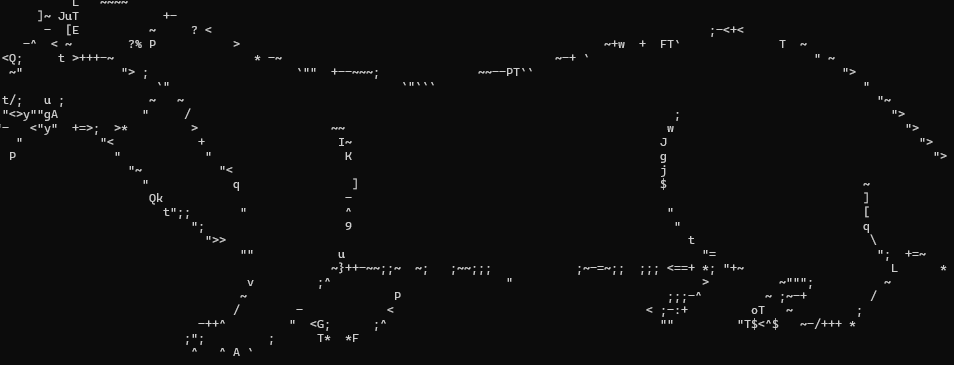 L ~~~~
]~ JuT +−
− [E ~ ? < ;−<+<
−^ < ~ ?% P > ~+w + FT` T ~
<Q; t >+++−~ * −~ ~−+ ` " ~
~" "> ; `"" +−−~~~; ~~−−PT`` ">
`" `"``` "
t/; u ; ~ ~ "~
"<>y""gA " / ; ">
− <"y" +=>; >* > ~~ w ">
" "< + I~ J ">
P " " K g ">
"~ "< j
" q ] $ ~
Qk − ]
t";; " ^ " [
"; 9 " q
">> t \
"" u "= "; +=~
~}++−~~;;~ ~; ;~~;;; ;~−=~;; ;;; <==+ *; "+~ L *
v ;^ " > ~"""; ~
~ P ;;;−^ ~ ;~−+ /
/ − < < ;−:+ oT ~ ;
−++^ " <G; ;^ "" "T$<^$ ~−/+++ *
;"; ; T* *F
^ ^ A `